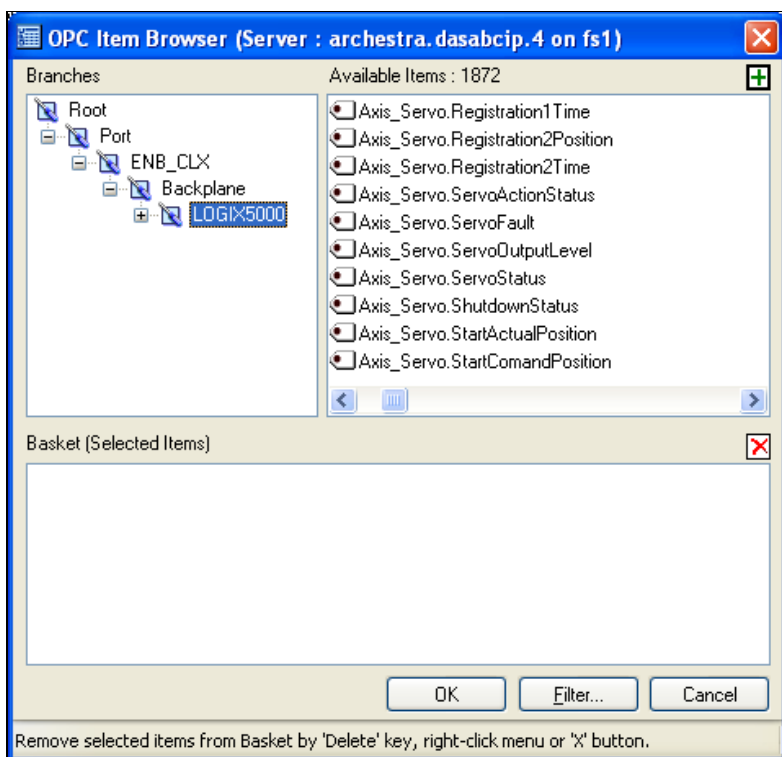 OPC Item Browser (Server : archestra.dasabcip.4 on fs1)
Branches
Available Items : 1872
Root
Port
ENB_CLX
Backplane
LOGIX5000
Axis_Servo.Registration1Time
Axis_Servo.Registration2Position
Axis_Servo.Registration2Time
Axis_Servo.ServoActionStatus
Axis_Servo.ServoFault
Axis_Servo.ServoOutputLevel
Axis_Servo.ServoStatus
Axis_Servo.ShutdownStatus
Axis_Servo.StartActualPosition
Axis_Servo.StartComandPosition
Basket (Selected Items)
OK
Filter...
Cancel
Remove selected items from Basket by 'Delete' key, right-click menu or 'X' button.